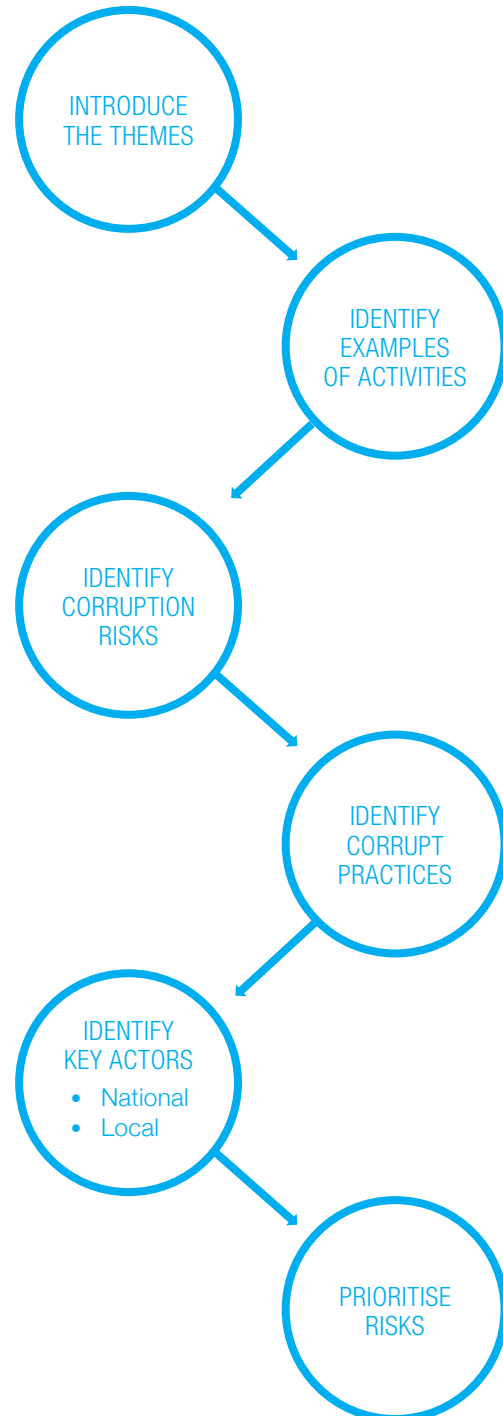 INTRODUCE
THE THEMES
IDENTIFY
EXAMPLES
OF ACTIVITIES
IDENTIFY
CORRUPTION
RISKS
IDENTIFY
CORRUPT
PRACTICES
IDENTIFY
KEY ACTORS
• National
• Local
PRIORITISE
RISKS